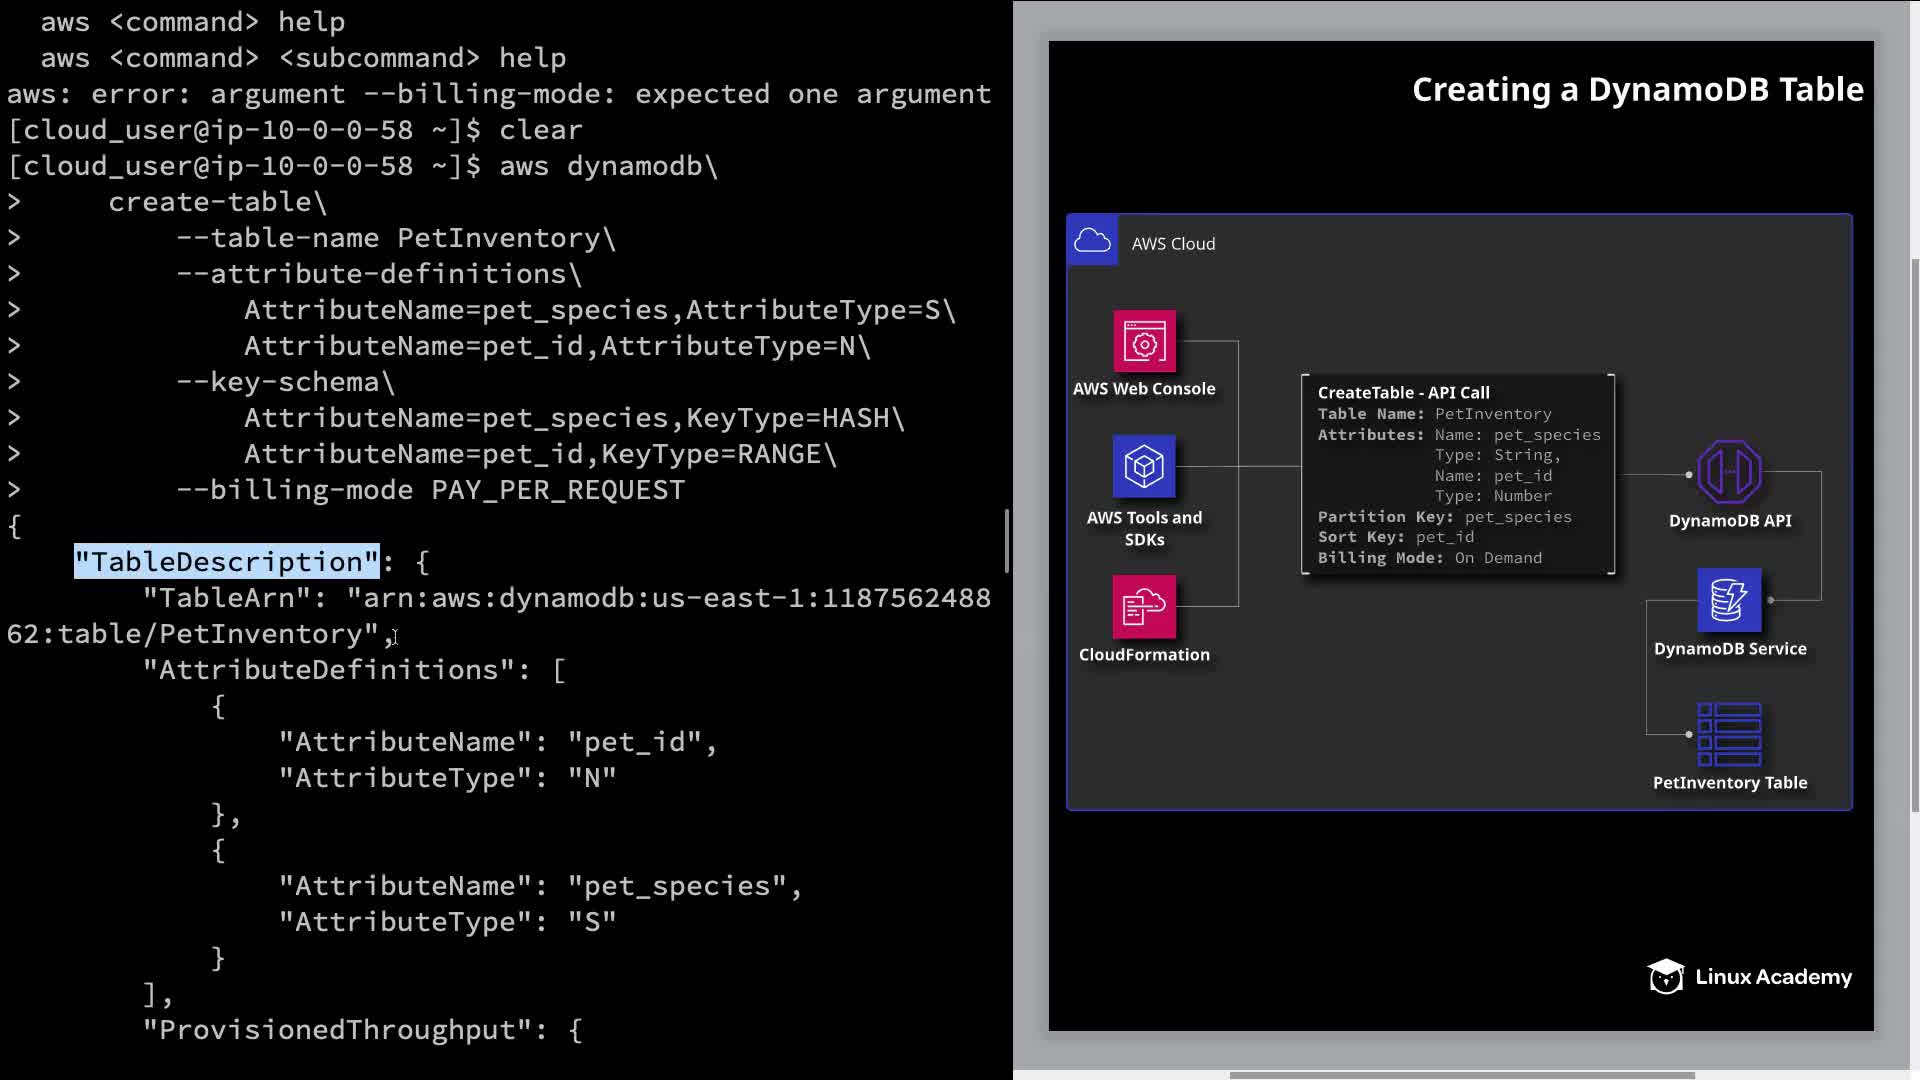 aws <command> help
aws <command> <subcommand> help
aws: error: argument --billing-mode: expected one argument
[cloud_user@ip-10-0-0-58 ~]$ clear
[cloud_user@ip-10-0-0-58 ~]$ aws dynamodb\
> create-table\
> --table-name PetInventory\
> --attribute-definitions\
> AttributeName=pet_species,AttributeType=S\
> AttributeName=pet_id,AttributeType=N\
> --key-schema\
> AttributeName=pet_species,KeyType=HASH\
> AttributeName=pet_id,KeyType=RANGE\
> --billing-mode PAY_PER_REQUEST
{
"TableDescription": {
"TableArn": "arn:aws:dynamodb:us-east-1:1187562488
62:table/PetInventory",
"AttributeDefinitions": [
{
"AttributeName": "pet_id",
"AttributeType": "N"
},
{
"AttributeName": "pet_species",
"AttributeType": "S"
}
],
"ProvisionedThroughput": {
Creating a DynamoDB Table
AWS Cloud
AWS Web Console
AWS Tools and
SDKs
CloudFormation
CreateTable - API Call
Table Name: PetInventory
Attributes: Name: pet_species
Type: String,
Name: pet_id
Type: Number
Partition Key: pet_species
Sort Key: pet_id
Billing Mode: On Demand
DynamoDB API
DynamoDB Service
PetInventory Table
Linux Academy